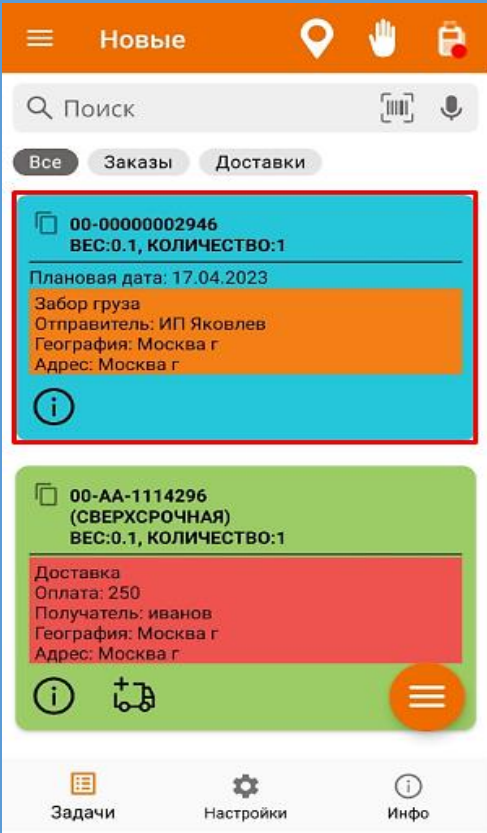 Новые
Поиск
Все Заказы Доставки
00-00000002946
ВЕС:0.1, КОЛИЧЕСТВО:1
Плановая дата: 17.04.2023
Забор груза
Отправитель: ИП Яковлев
География: Москва г
Адрес: Москва г
00-АА-1114296
(СВЕРХСРОЧНАЯ)
ВЕС:0.1, КОЛИЧЕСТВО:1
Доставка
Оплата: 250
Получатель: иванов
География: Москва г
Адрес: Москва г
Задачи Настройки Инфо